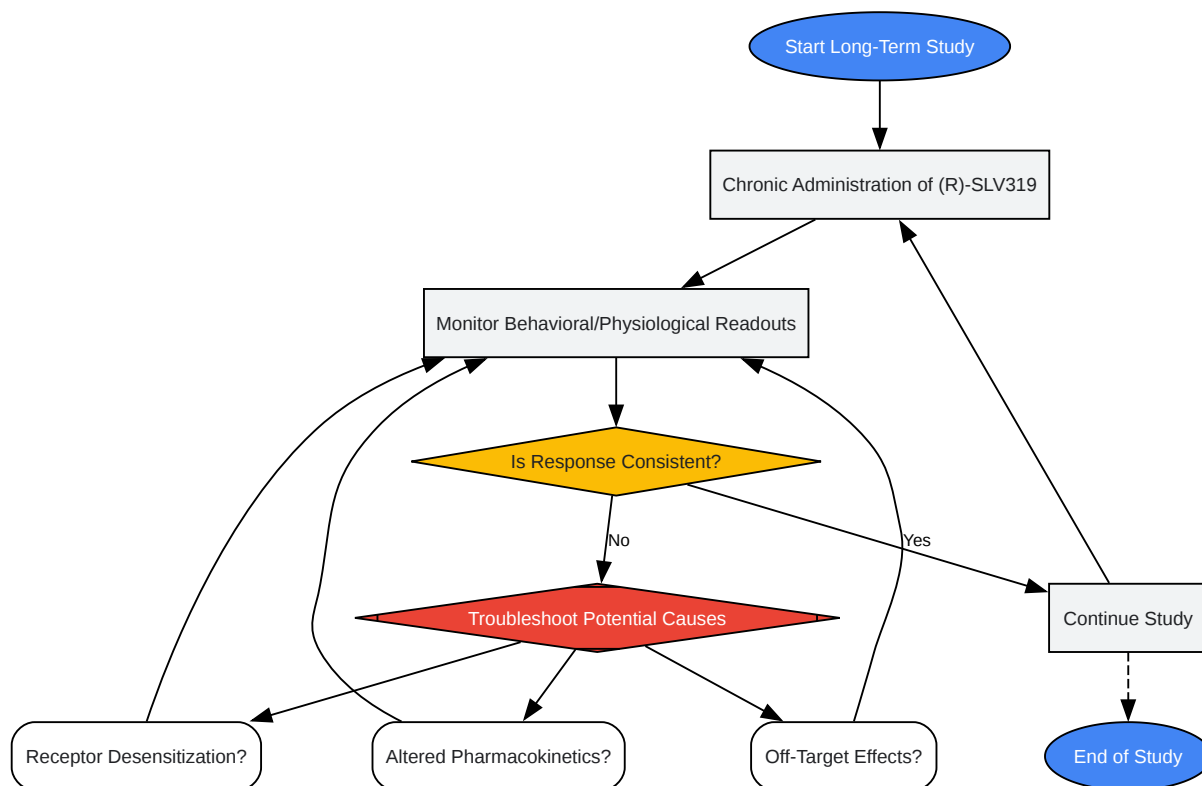 Start Long-Term Study
Chronic Administration of (R)-SLV319
Monitor Behavioral/Physiological Readouts
Is Response Consistent?
No
Yes
Troubleshoot Potential Causes
Continue Study
Receptor Desensitization?
Altered Pharmacokinetics?
Off-Target Effects?
End of Study